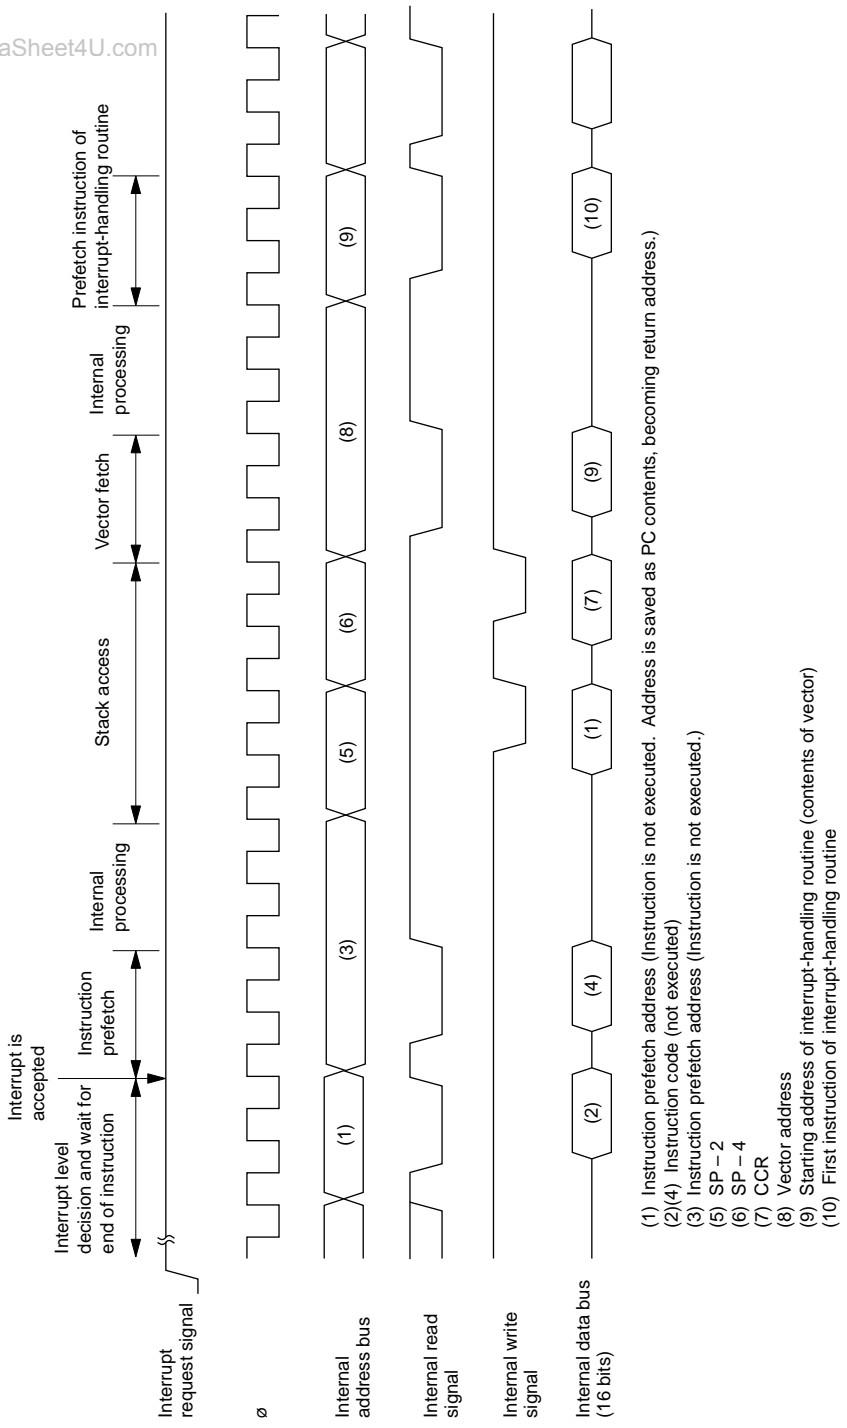 aSheet4U.com
Interrupt is
accepted
Interrupt level
decision and wait for
end of instruction
Instruction
prefetch
Internal
processing
Stack access
Vector fetch
Internal
processing
Prefetch instruction of
interrupt-handling routine
Interrupt
request signal
ø
Internal
address bus
(1)
(3)
(5)
(6)
(8)
(9)
Internal read
signal
Internal write
signal
Internal data bus
(16 bits)
(2)
(4)
(1)
(7)
(9)
(10)
(1) Instruction prefetch address (Instruction is not executed. Address is saved as PC contents, becoming return address.)
(2)(4) Instruction code (not executed)
(3) Instruction prefetch address (Instruction is not executed.)
(5) SP – 2
(6) SP – 4
(7) CCR
(8) Vector address
(9) Starting address of interrupt-handling routine (contents of vector)
(10) First instruction of interrupt-handling routine